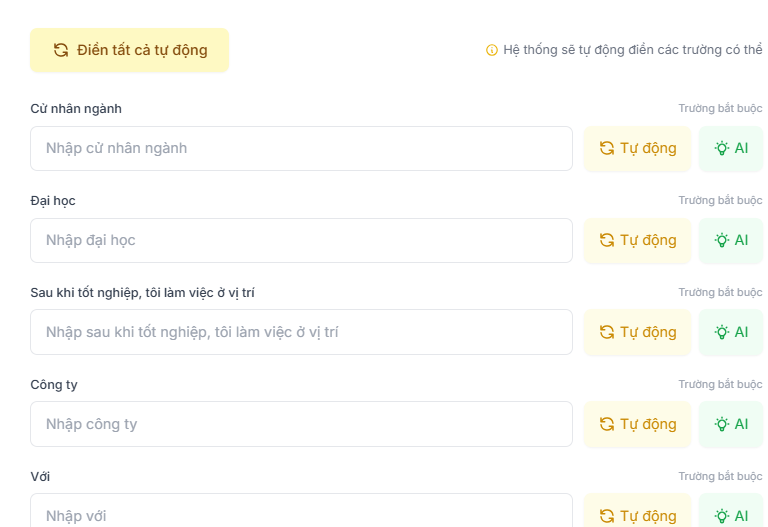 Điền tất cả tự động
Hệ thống sẽ tự động điền các trường có thể
Cử nhân ngành
Trường bắt buộc
Nhập cử nhân ngành
Tự động
AI
Đại học
Trường bắt buộc
Nhập đại học
Tự động
AI
Sau khi tốt nghiệp, tôi làm việc ở vị trí
Trường bắt buộc
Nhập sau khi tốt nghiệp, tôi làm việc ở vị trí
Tự động
AI
Công ty
Trường bắt buộc
Nhập công ty
Tự động
AI
Với
Trường bắt buộc
Nhập với
Tự động
AI